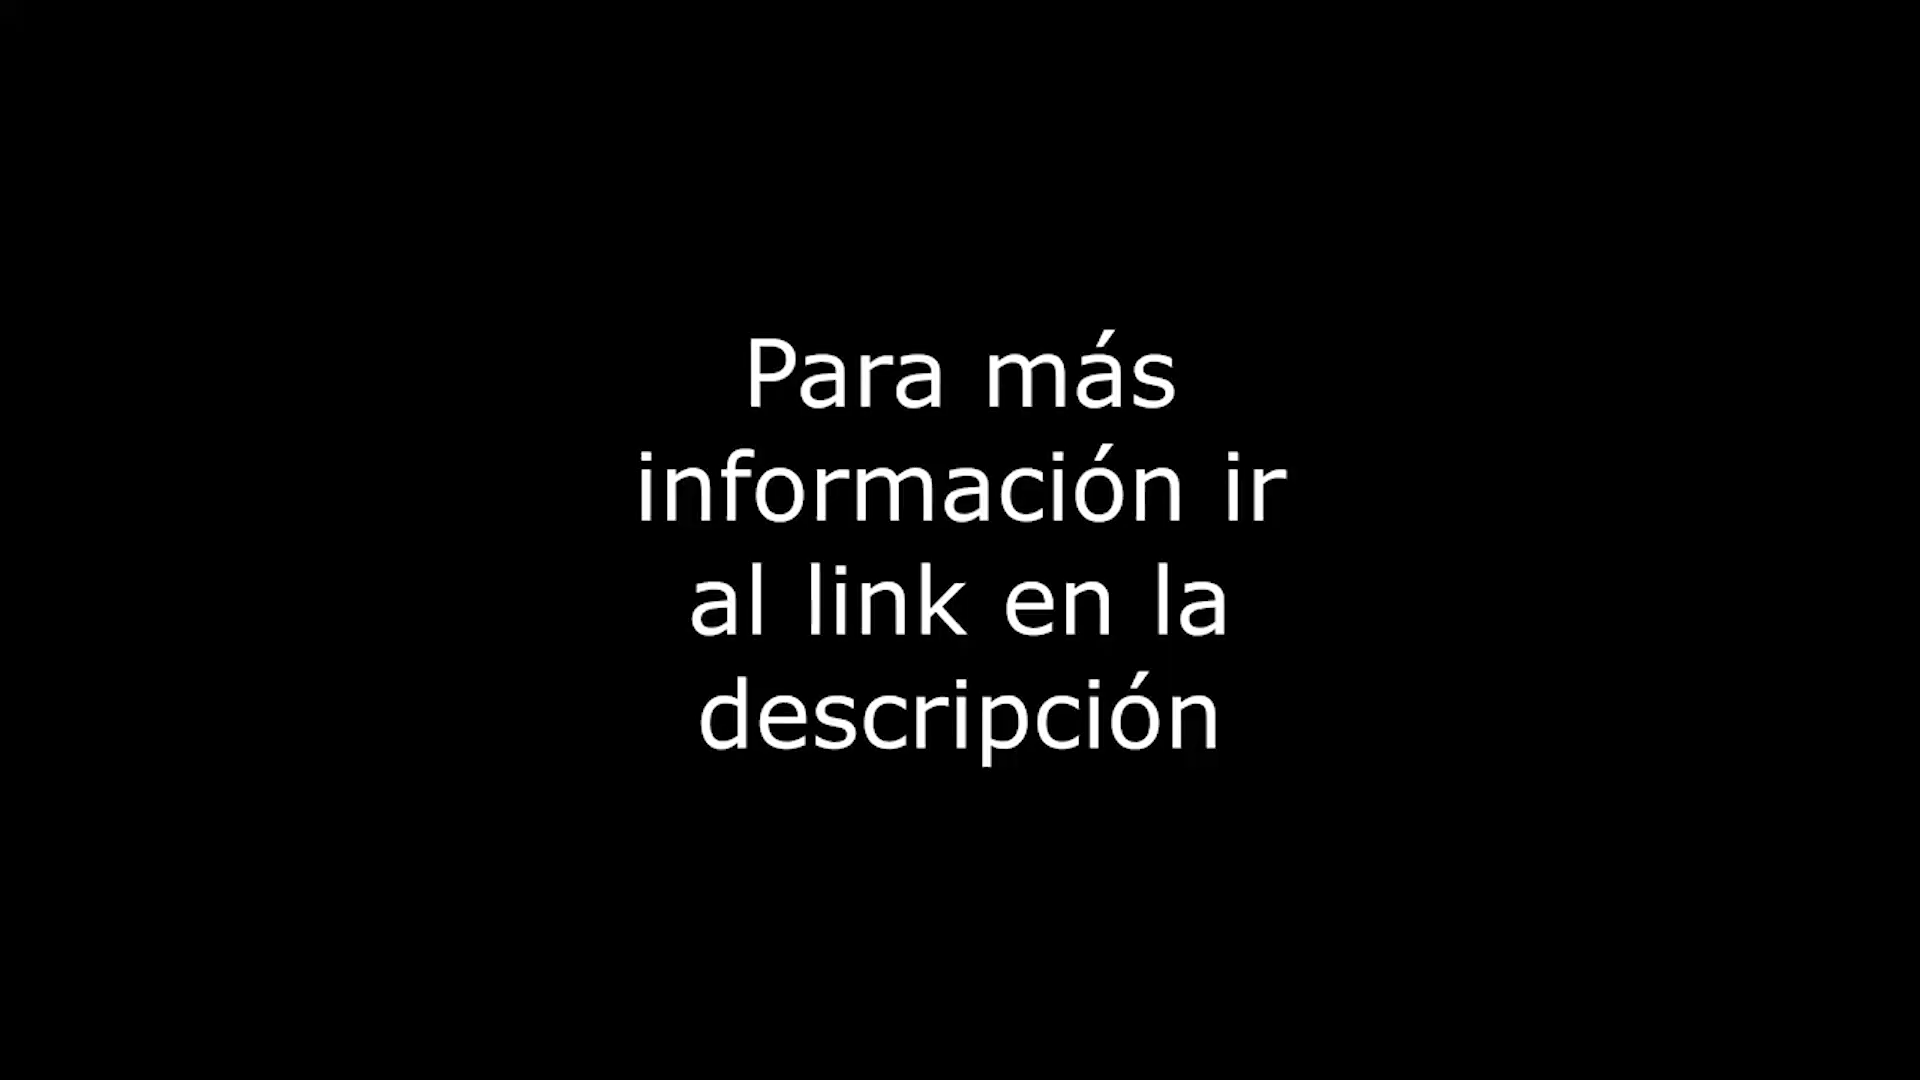 Para más
información ir
al link en la
descripción